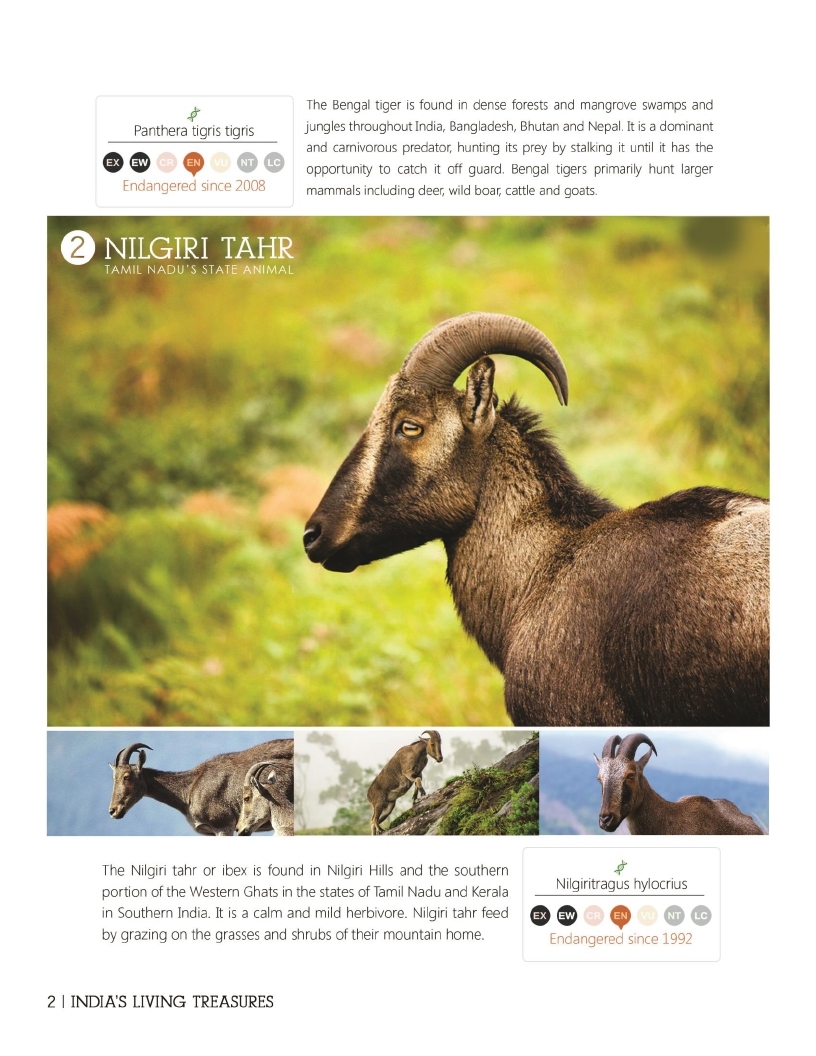 Panthera tigris tigris
EX EW CR EN VU NT LC
Endangered since 2008
The Bengal tiger is found in dense forests and mangrove swamps and
jungles throughout India, Bangladesh, Bhutan and Nepal. It is a dominant
and carnivorous predator, hunting its prey by stalking it until it has the
opportunity to catch it off guard. Bengal tigers primarily hunt larger
mammals including deer, wild boar, cattle and goats.
2 NILGIRI TAHR
TAMIL NADU'S STATE ANIMAL
The Nilgiri tahr or ibex is found in Nilgiri Hills and the southern
portion of the Western Ghats in the states of Tamil Nadu and Kerala
in Southern India. It is a calm and mild herbivore. Nilgiri tahr feed
by grazing on the grasses and shrubs of their mountain home.
Nilgiritragus hylocrius
EX EW CR EN VU NT LC
Endangered since 1992
2 | INDIA'S LIVING TREASURES